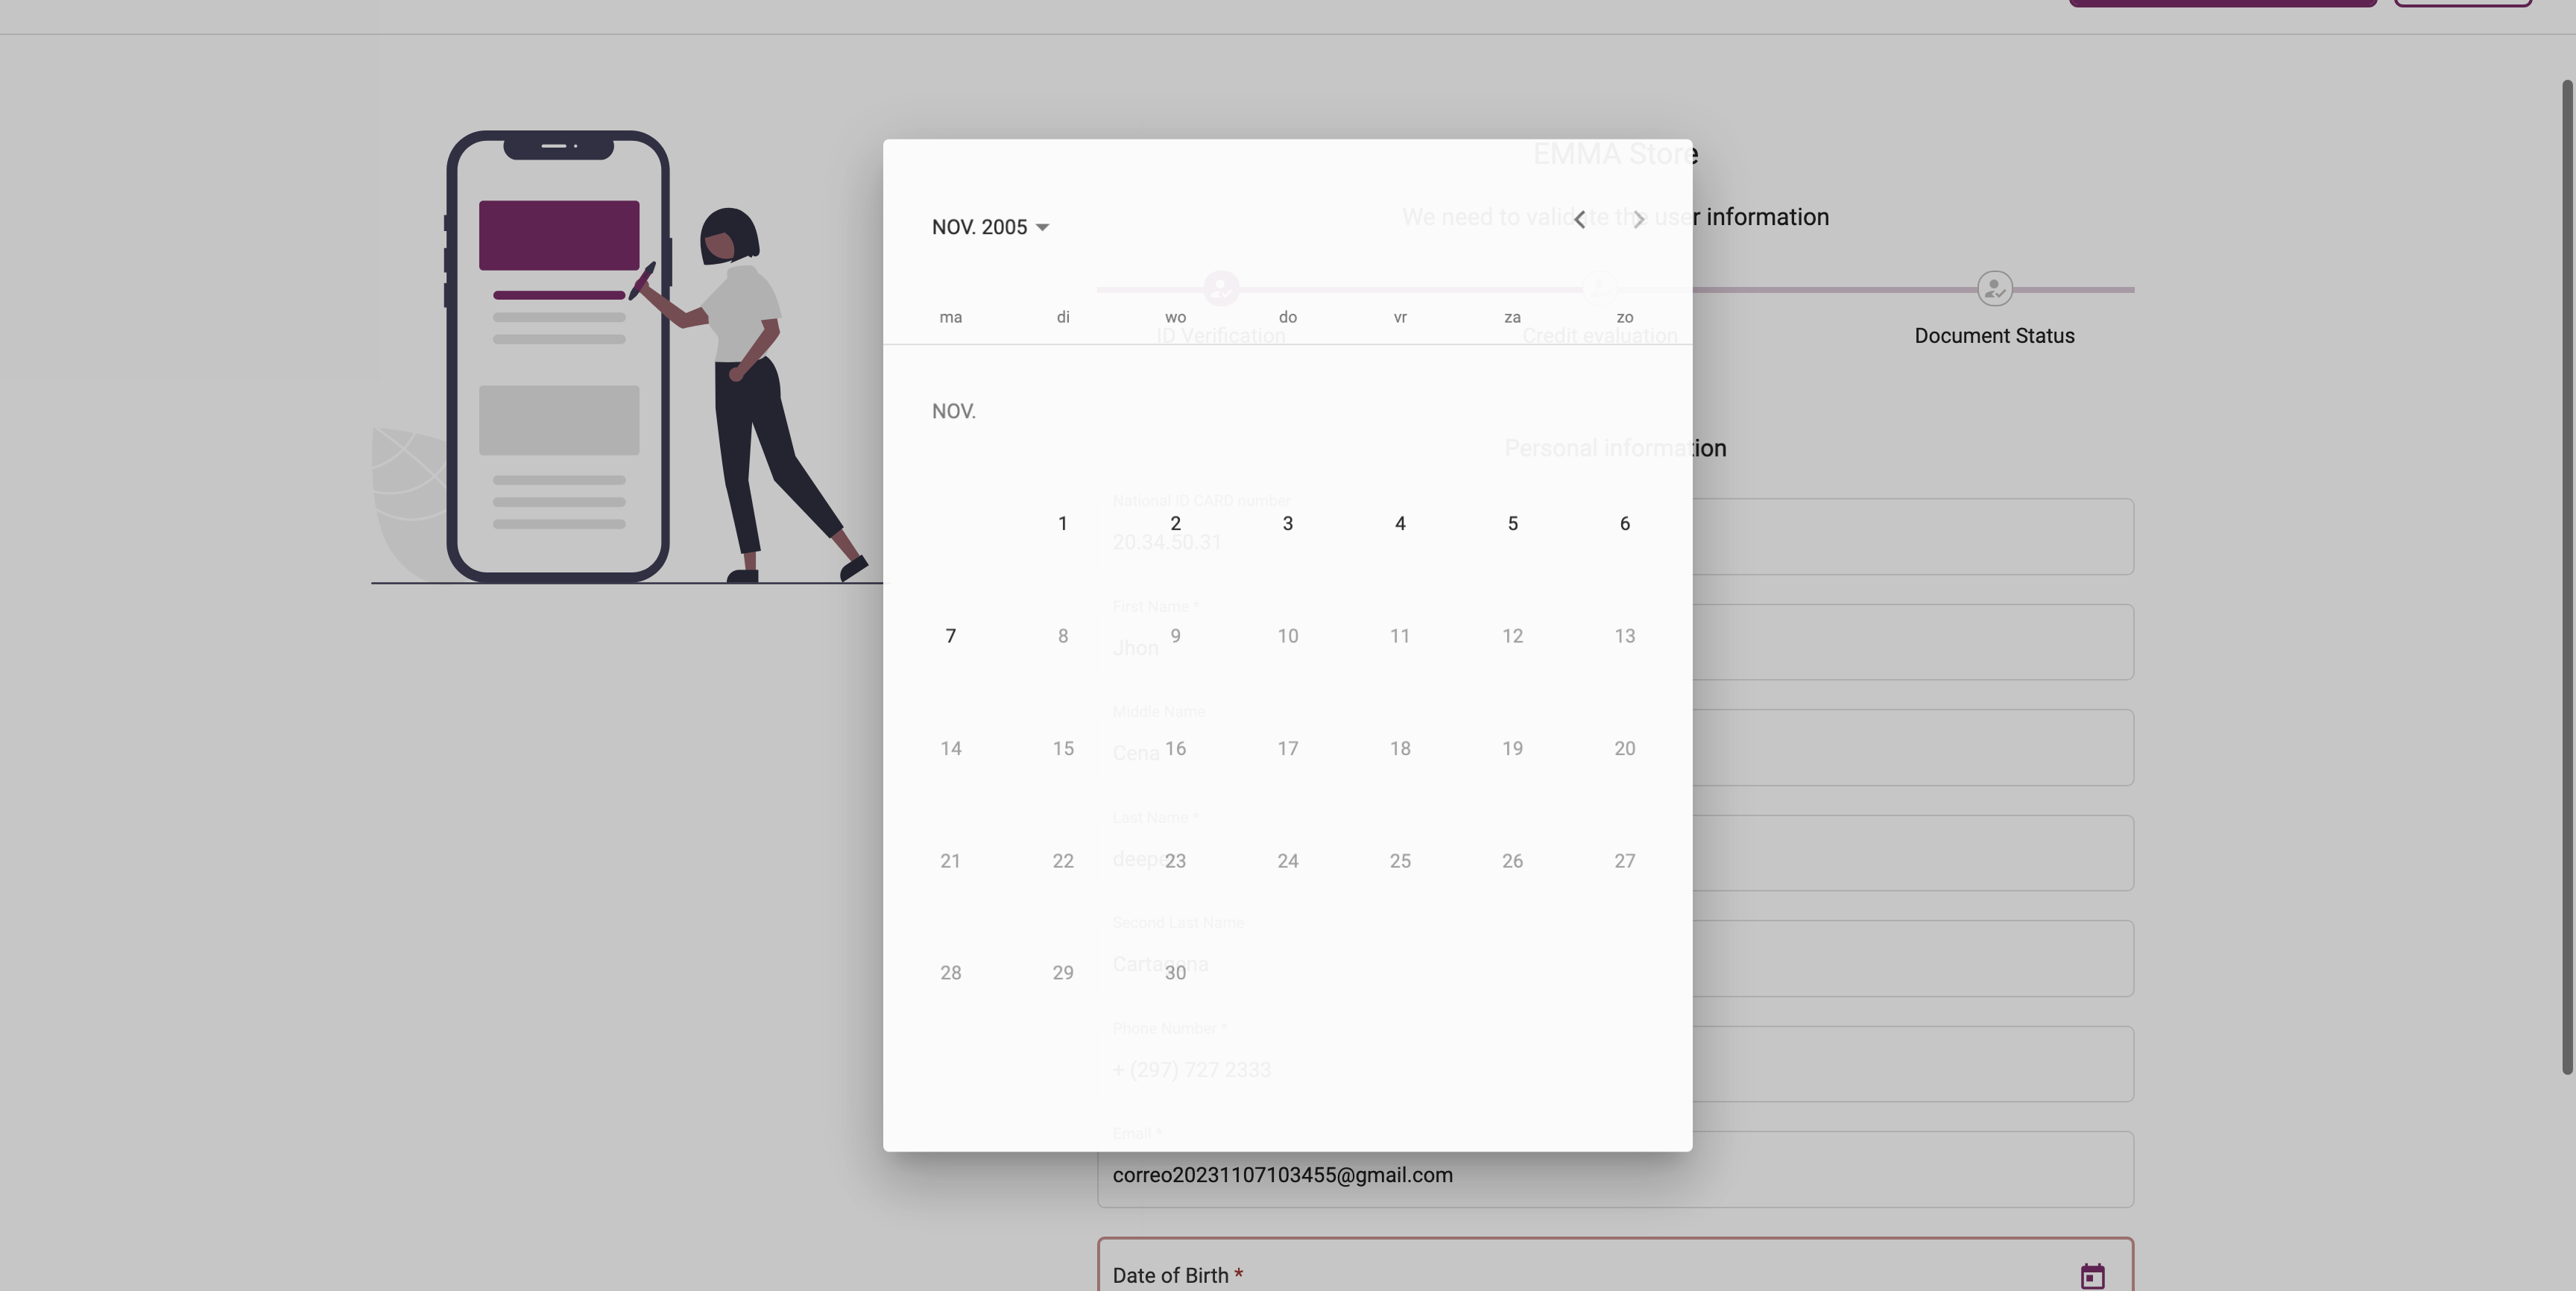 EMMA Store
We need to validate the user information
NOV. 2005
ma di wo do vr za zo
ID Verification Credit evaluation Document Status
NOV.
Personal information
National ID CARD number
1 2 3 4 5 6
20.34.50.31
First Name *
7 8 9 10 11 12 13
Jhon
Middle Name
14 15 16 17 18 19 20
Cena
Last Name *
21 22 23 24 25 26 27
Second Last Name
Cartagena
28 29 30
Phone Number *
+ (297) 727 2333
Email *
correo20231107103455@gmail.com
Date of Birth *